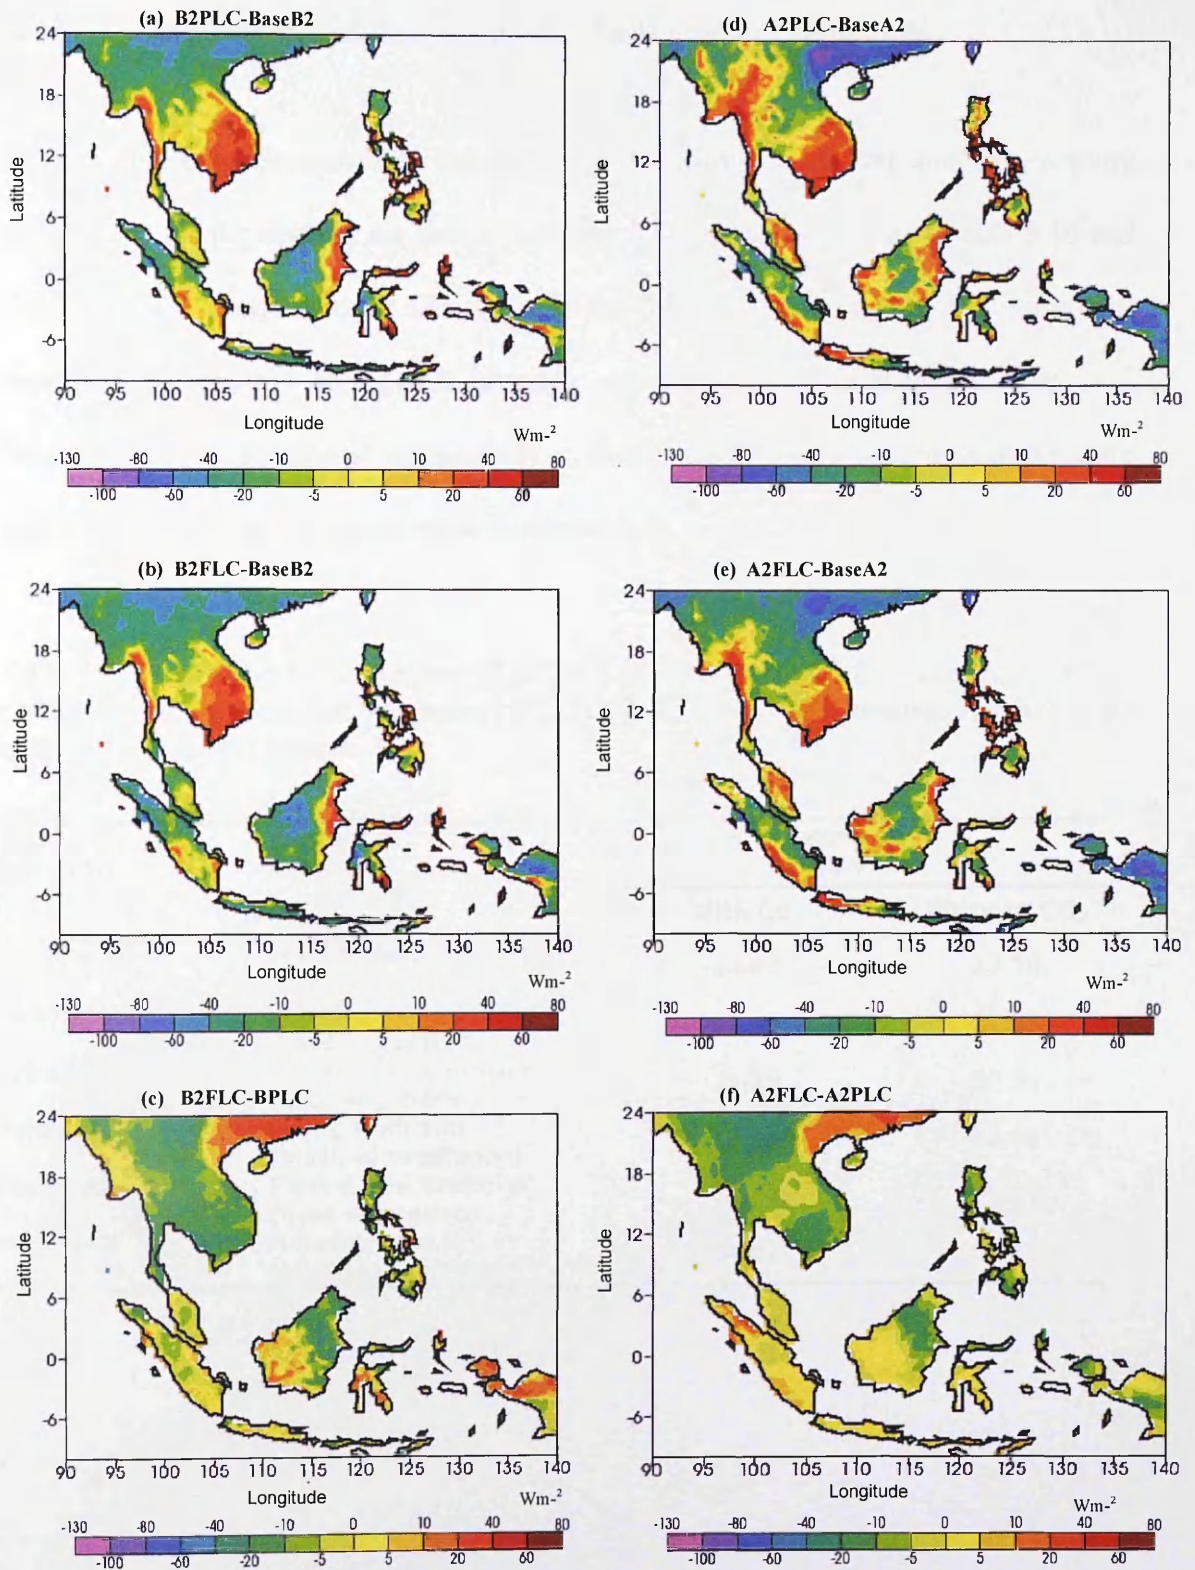 (a) B2PLC-BaseB2
24
18
12
6
0
-6
Latitude
90 95 100 105 110 115 120 125 130 135 140
Longitude
Wm-2
-130 -80 -40 -10 0 10 40 80
-100 -60 -20 -5 5 20 60
(d) A2PLC-BaseA2
24
18
12
6
0
-6
Latitude
90 95 100 105 110 115 120 125 130 135 140
Longitude
Wm-2
-130 -80 -40 -10 0 10 40 80
-100 -60 -20 -5 5 20 60
(b) B2FLC-BaseB2
24
18
12
6
0
-6
Latitude
90 95 100 105 110 115 120 125 130 135 140
Longitude
Wm-2
-130 -80 -40 -10 0 10 40 80
-100 -60 -20 -5 5 20 60
(e) A2FLC-BaseA2
24
18
12
6
0
-6
Latitude
90 95 100 105 110 115 120 125 130 135 140
Longitude
Wm-2
-130 -80 -40 -10 0 10 40 80
-100 -60 -20 -5 5 20 60
(c) B2FLC-BPLC
24
18
12
6
0
-6
Latitude
90 95 100 105 110 115 120 125 130 135 140
Longitude
Wm-2
-130 -80 -40 -10 0 10 40 80
-100 -60 -20 -5 5 20 60
(f) A2FLC-A2PLC
24
18
12
6
0
-6
Latitude
90 95 100 105 110 115 120 125 130 135 140
Longitude
Wm-2
-130 -80 -40 -10 0 10 40 80
-100 -60 -20 -5 5 20 60